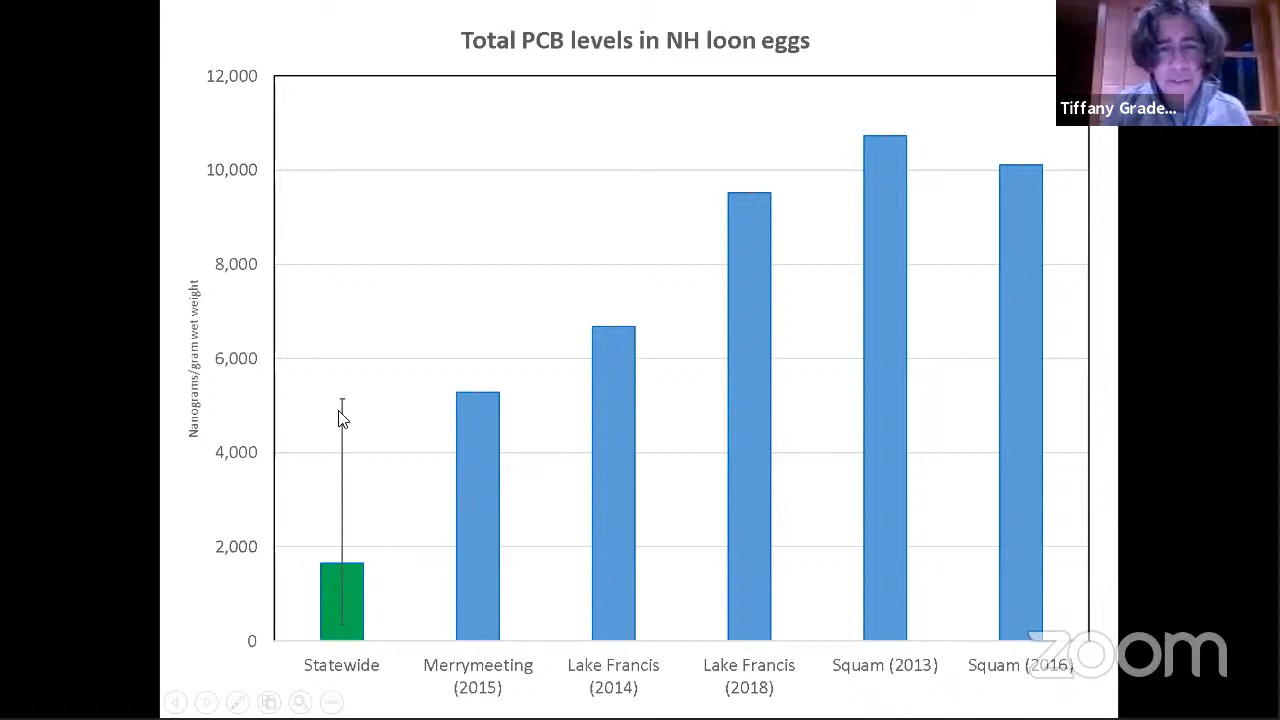 Total PCB levels in NH loon eggs
Tiffany Grade...
12,000
10,000
8,000
6,000
4,000
2,000
0
Nanograms/gram wet weight
Statewide
Merrymeeting
(2015)
Lake Francis
(2014)
Lake Francis
(2018)
Squam (2013)
Squam (2016)
zoom